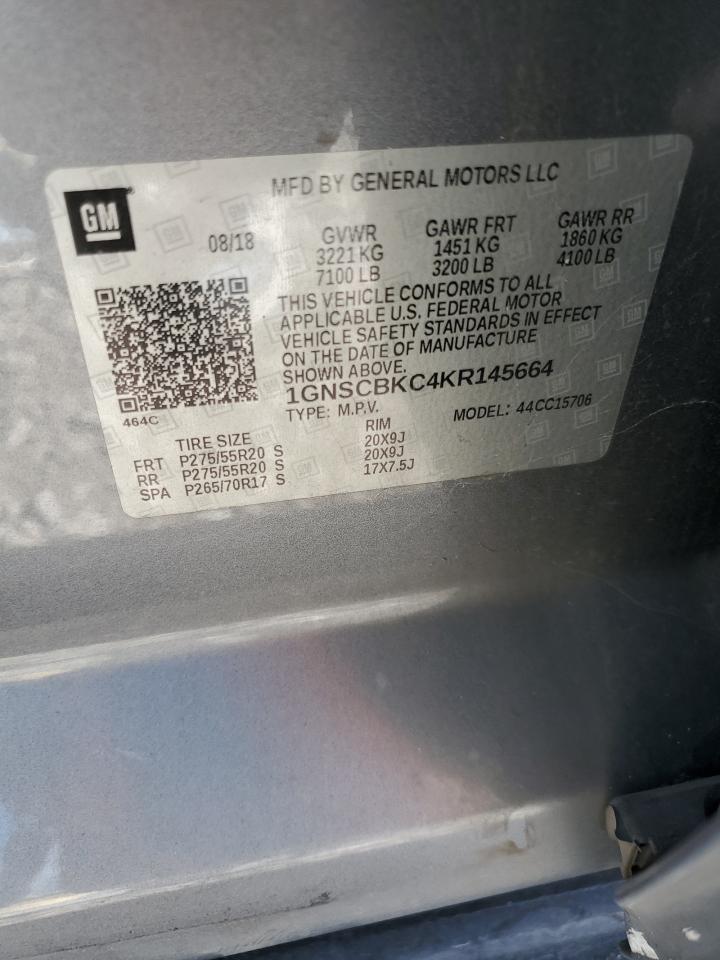 MFD BY GENERAL MOTORS LLC
GM
08/18
GVWR GAWR FRT GAWR RR
3221 KG 1451 KG 1860 KG
7100 LB 3200 LB 4100 LB
THIS VEHICLE CONFORMS TO ALL
APPLICABLE U.S. FEDERAL MOTOR
VEHICLE SAFETY STANDARDS IN EFFECT
ON THE DATE OF MANUFACTURE
SHOWN ABOVE.
1GNSCBKC4KR145664
TYPE: M.P.V. MODEL: 44CC15706
464C
TIRE SIZE RIM
FRT P275/55R20 S 20X9J
RR P275/55R20 S 20X9J
SPA P265/70R17 S 17X7.5J